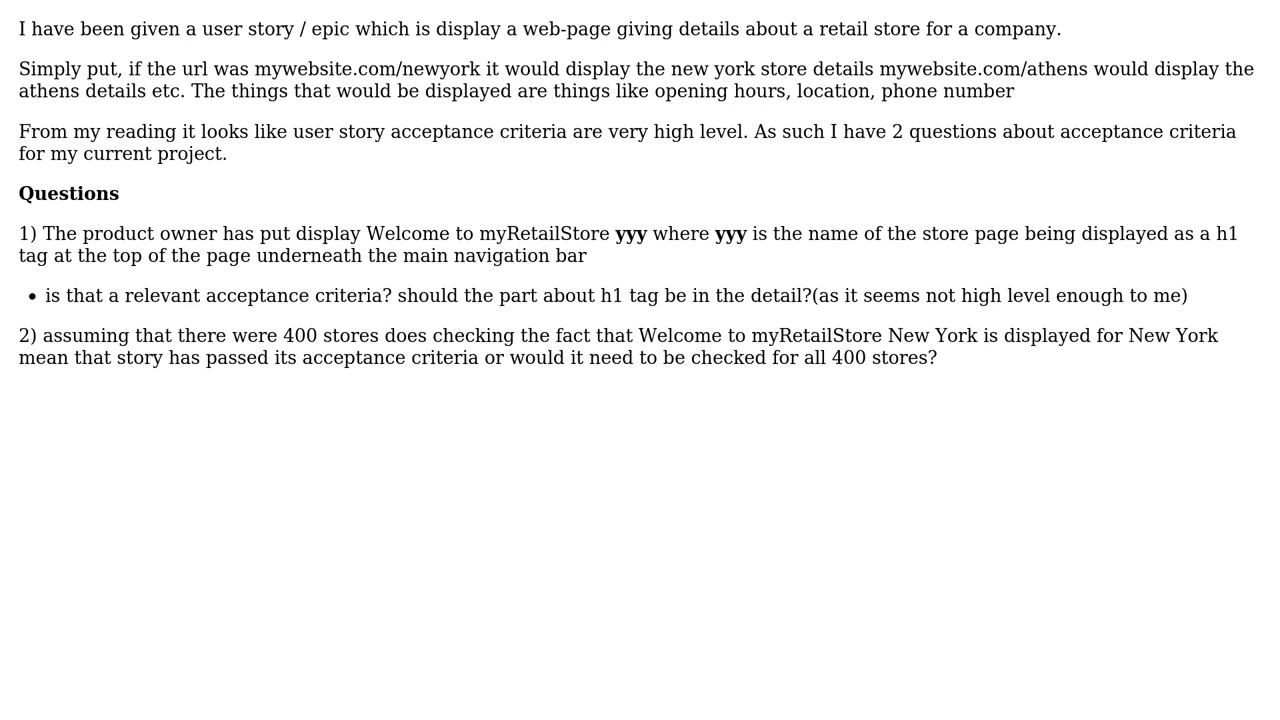 I have been given a user story / epic which is display a web-page giving details about a retail store for a company.
Simply put, if the url was mywebsite.com/newyork it would display the new york store details mywebsite.com/athens would display the
athens details etc. The things that would be displayed are things like opening hours, location, phone number
From my reading it looks like user story acceptance criteria are very high level. As such I have 2 questions about acceptance criteria
for my current project.
Questions
1) The product owner has put display Welcome to myRetailStore yyy where yyy is the name of the store page being displayed as a h1
tag at the top of the page underneath the main navigation bar
• is that a relevant acceptance criteria? should the part about h1 tag be in the detail?(as it seems not high level enough to me)
2) assuming that there were 400 stores does checking the fact that Welcome to myRetailStore New York is displayed for New York
mean that story has passed its acceptance criteria or would it need to be checked for all 400 stores?